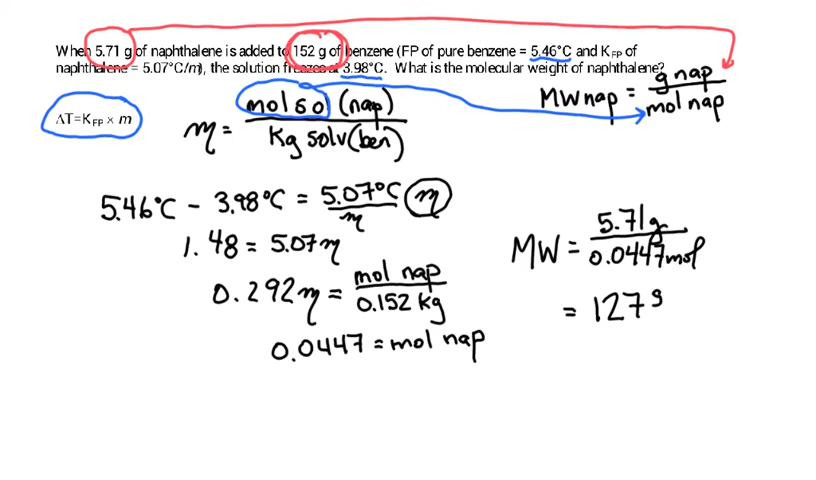 When 5.71 g of naphthalene is added to 152 g of benzene (FP of pure benzene = 5.46°C and KFP of
naphthalene = 5.07°C/m), the solution freezes at 3.98°C. What is the molecular weight of naphthalene?
ΔT=KFP × m
m = mol so (nap) / Kg solv (ben)
MW nap = g nap / mol nap
5.46°C - 3.98°C = 5.07°C / m (m)
1.48 = 5.07m
0.292m = mol nap / 0.152 kg
0.0447 = mol nap
MW = 5.71g / 0.0447mol
= 127 g